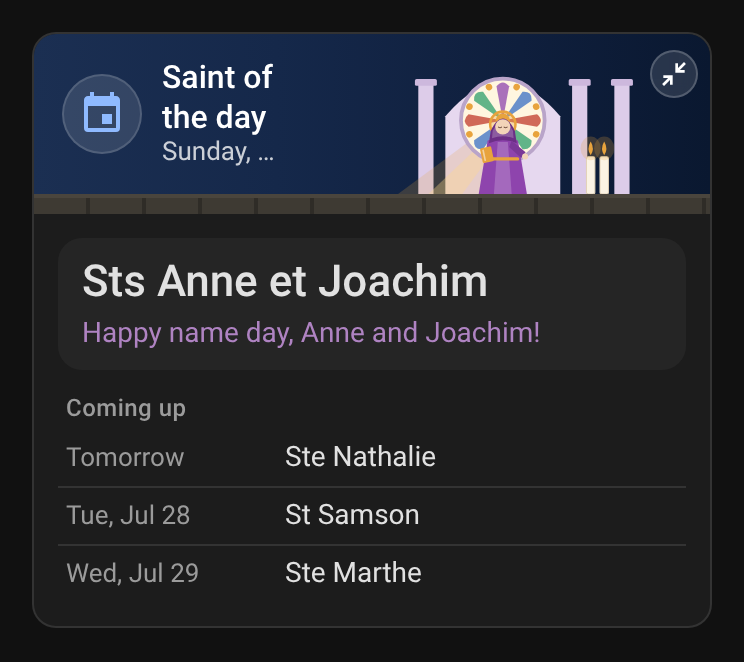 Saint of
the day
Sunday, ...
Sts Anne et Joachim
Happy name day, Anne and Joachim!
Coming up
Tomorrow
Ste Nathalie
Tue, Jul 28
St Samson
Wed, Jul 29
Ste Marthe